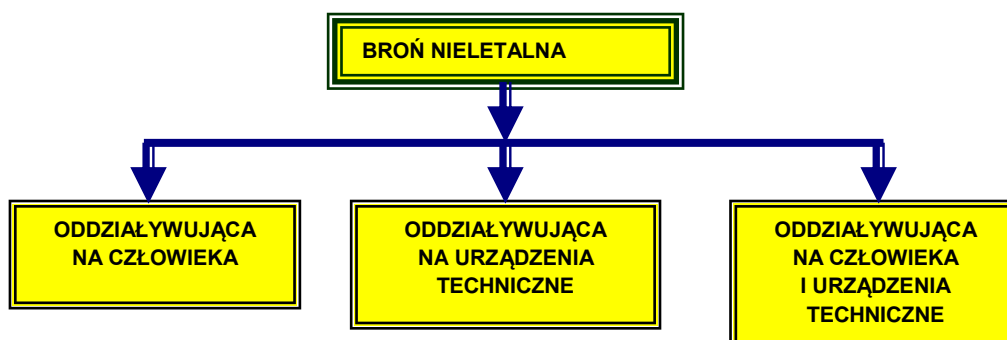 BROŃ NIELETALNA
ODDZIAŁYWUJĄCA
NA CZŁOWIEKA
ODDZIAŁYWUJĄCA
NA URZĄDZENIA
TECHNICZNE
ODDZIAŁYWUJĄCA
NA CZŁOWIEKA
I URZĄDZENIA
TECHNICZNE